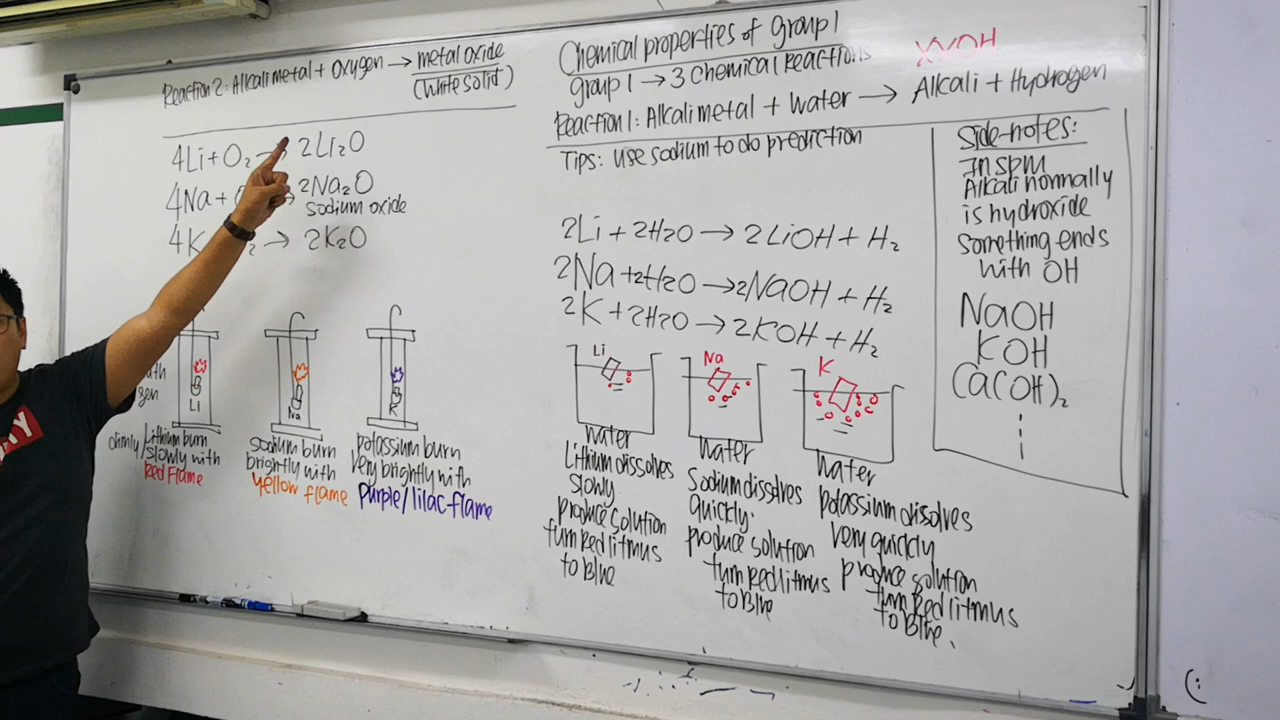 Reaction 2: Alkali metal + Oxygen → metal oxide
(white solid)
4Li + O₂ → 2Li₂O
4Na + → 2Na₂O
sodium oxide
4K → 2K₂O
Li
Na
K
Lithium burn
slowly with
Red Flame
sodium burn
brightly with
yellow flame
potassium burn
very brightly with
purple/lilac flame
Chemical properties of Group 1
group 1 → 3 Chemical Reactions
XXOH
Reaction 1: Alkali metal + water → Alkali + Hydrogen
Tips: use sodium to do prediction
2Li + 2H₂O → 2LiOH + H₂
2Na + 2H₂O → 2NaOH + H₂
2K + 2H₂O → 2KOH + H₂
Li
Na
K
water
Lithium dissolves
slowly
produce solution
turn Red litmus
to Blue
water
Sodium dissolves
quickly.
produce solution
turn Red litmus
to Blue
water
potassium dissolves
very quickly
produce solution
turn Red litmus
to Blue.
Side-notes:
In spm
Alkali normally
is hydroxide
something ends
with OH
NaOH
KOH
Ca(OH)₂
(: